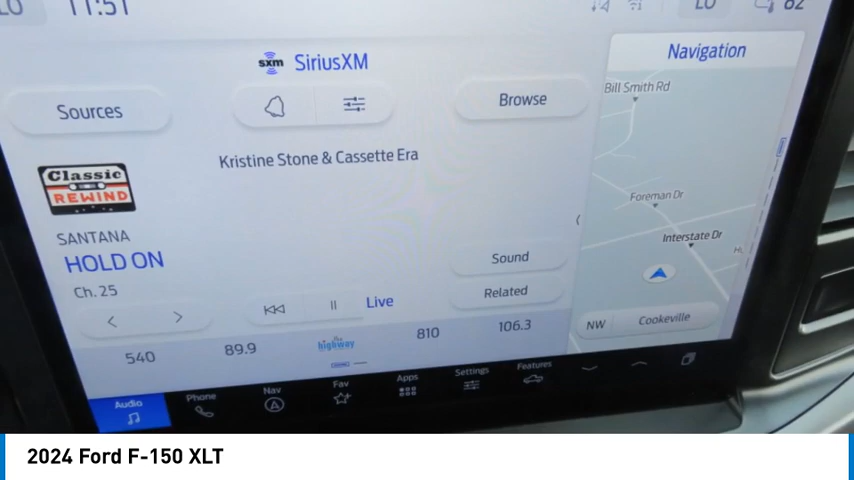 LO 11:51 LO 82
sxm SiriusXM
Navigation
Sources
Browse
Bill Smith Rd
Classic
REWIND
Kristine Stone & Cassette Era
Foreman Dr
Interstate Dr
SANTANA
HOLD ON
Ch. 25
Sound
Related
Live
NW Cookeville
540 89.9 the highway 810 106.3
Audio Phone Nav Fav Apps Settings Features
2024 Ford F-150 XLT